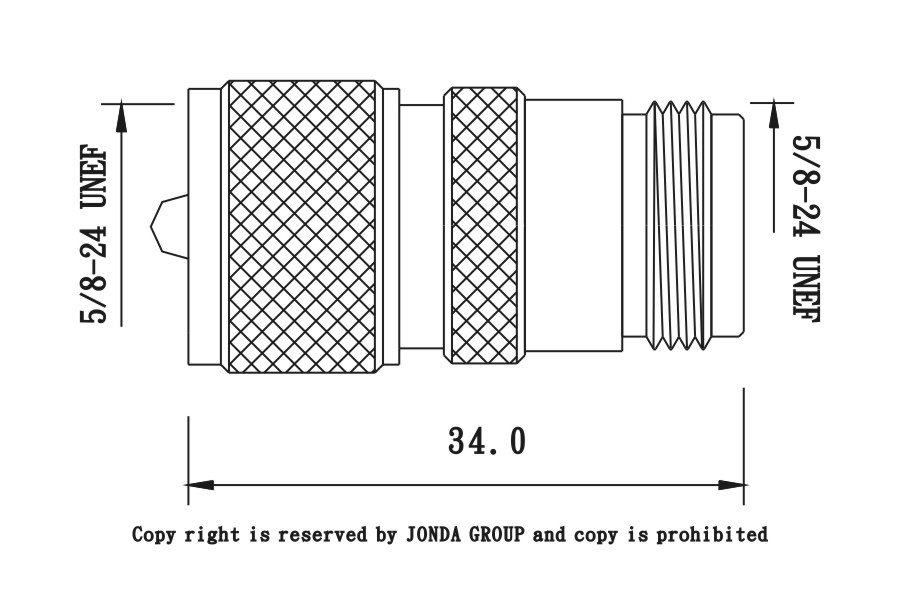 5/8-24 UNEF
5/8-24 UNEF
34.0
Copy right is reserved by JONDA GROUP and copy is prohibited